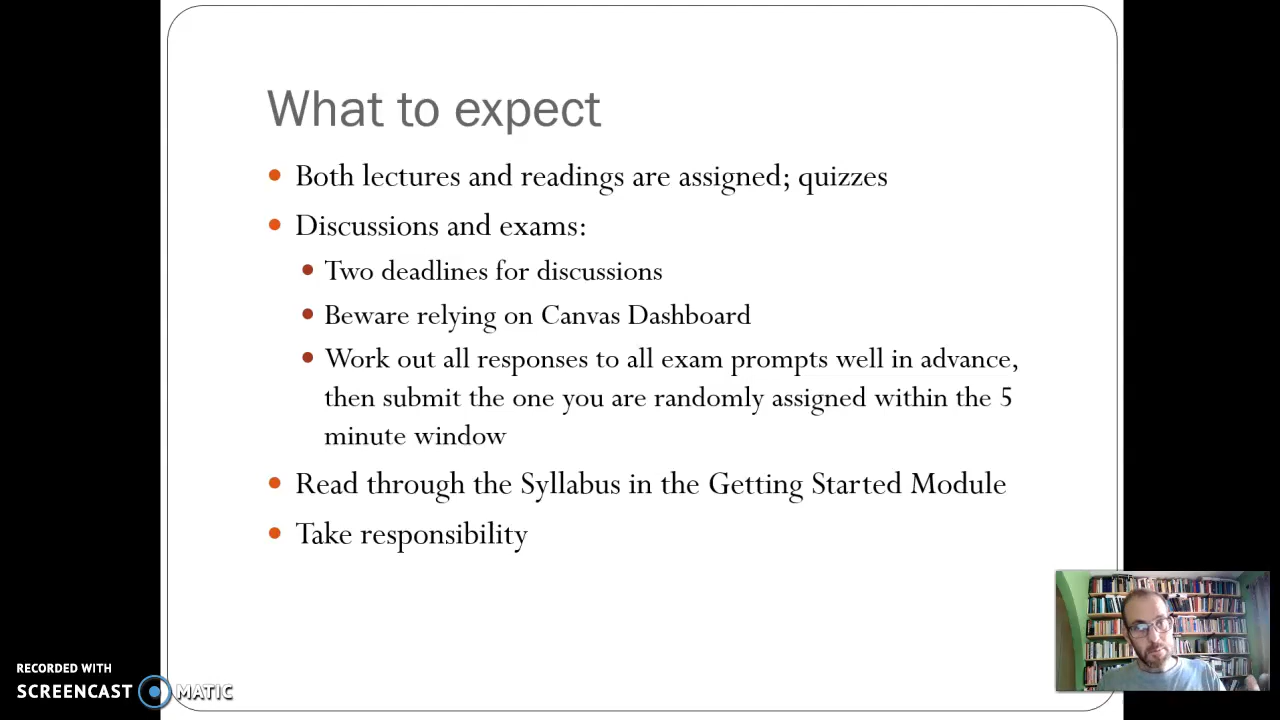 What to expect
Both lectures and readings are assigned; quizzes
Discussions and exams:
Two deadlines for discussions
Beware relying on Canvas Dashboard
Work out all responses to all exam prompts well in advance,
then submit the one you are randomly assigned within the 5
minute window
Read through the Syllabus in the Getting Started Module
Take responsibility
RECORDED WITH
SCREENCAST MATIC